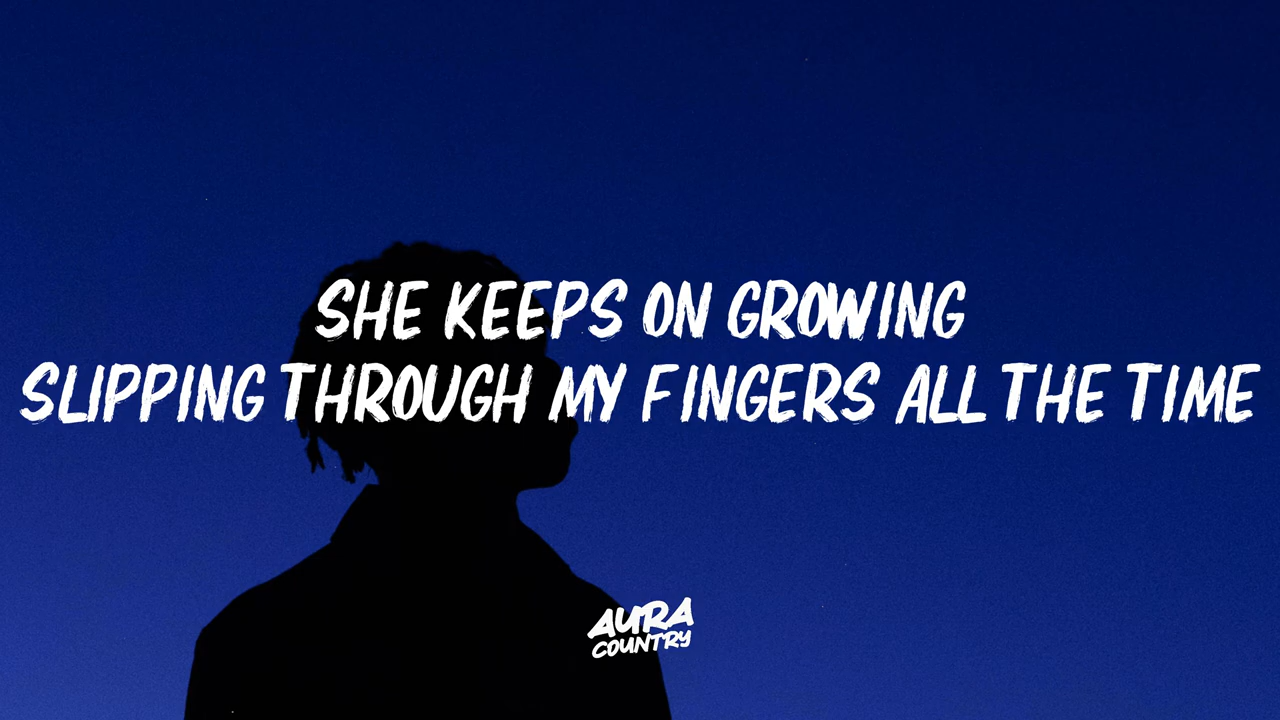 SHE KEEPS ON GROWING
SLIPPING THROUGH MY FINGERS ALL THE TIME
AURA
COUNTRY